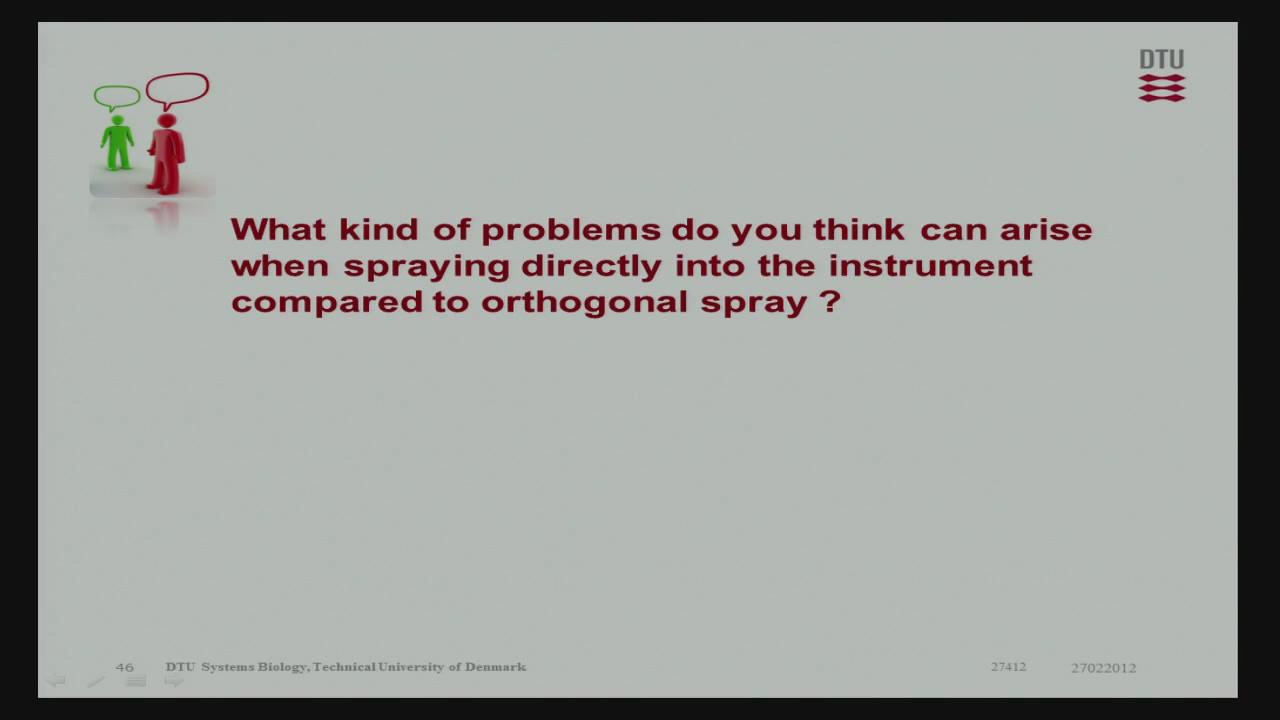 DTU
What kind of problems do you think can arise
when spraying directly into the instrument
compared to orthogonal spray ?
46 DTU Systems Biology, Technical University of Denmark 27412 27022012